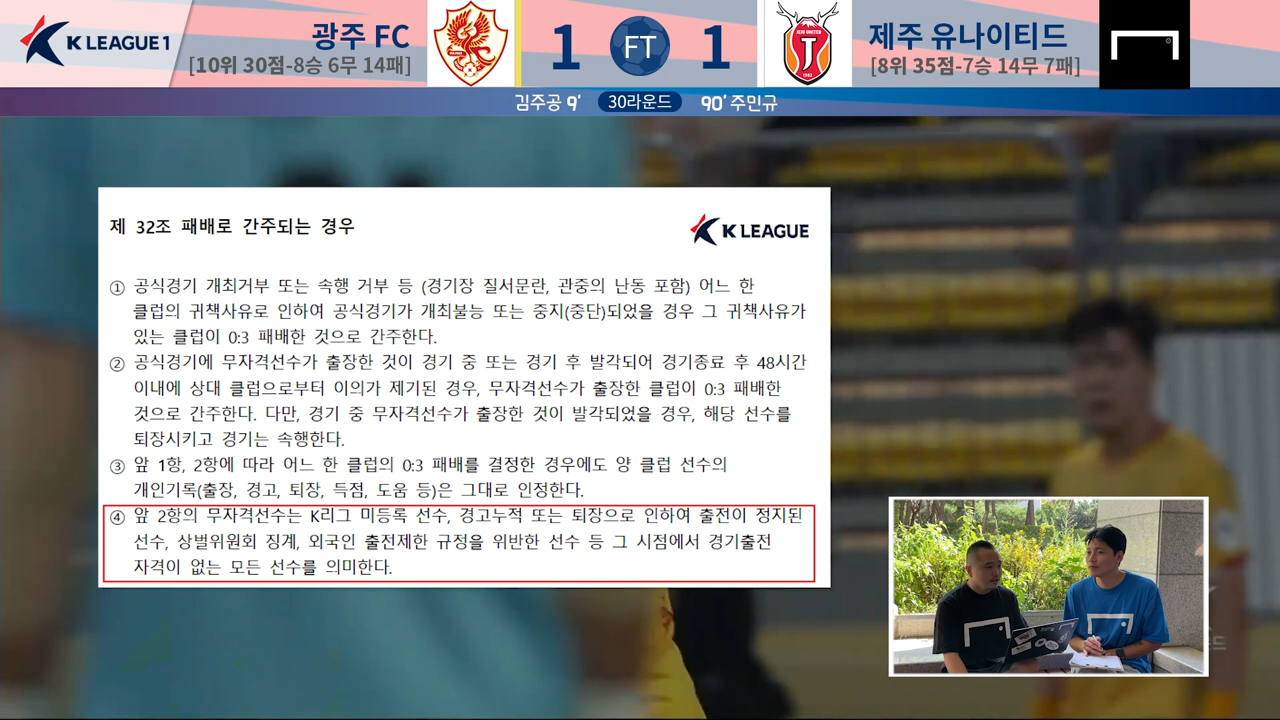 K LEAGUE 1
광주 FC
[10위 30점-8승 6무 14패]
1 FT 1
JEJU UNITED
J
1982
제주 유나이티드
[8위 35점-7승 14무 7패]
김주공 9' 30라운드 90' 주민규
제 32조 패배로 간주되는 경우
K LEAGUE
① 공식경기 개최거부 또는 속행 거부 등 (경기장 질서문란, 관중의 난동 포함) 어느 한
클럽의 귀책사유로 인하여 공식경기가 개최불능 또는 중지(중단)되었을 경우 그 귀책사유가
있는 클럽이 0:3 패배한 것으로 간주한다.
② 공식경기에 무자격선수가 출장한 것이 경기 중 또는 경기 후 발각되어 경기종료 후 48시간
이내에 상대 클럽으로부터 이의가 제기된 경우, 무자격선수가 출장한 클럽이 0:3 패배한
것으로 간주한다. 다만, 경기 중 무자격선수가 출장한 것이 발각되었을 경우, 해당 선수를
퇴장시키고 경기는 속행한다.
③ 앞 1항, 2항에 따라 어느 한 클럽의 0:3 패배를 결정한 경우에도 양 클럽 선수의
개인기록(출장, 경고, 퇴장, 득점, 도움 등)은 그대로 인정한다.
④ 앞 2항의 무자격선수는 K리그 미등록 선수, 경고누적 또는 퇴장으로 인하여 출전이 정지된
선수, 상벌위원회 징계, 외국인 출전제한 규정을 위반한 선수 등 그 시점에서 경기출전
자격이 없는 모든 선수를 의미한다.